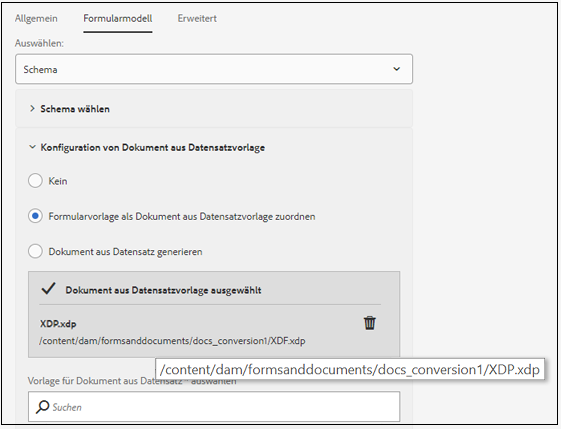 Allgemein Formularmodell Erweitert
Auswählen:
Schema
Schema wählen
Konfiguration von Dokument aus Datensatzvorlage
Kein
Formularvorlage als Dokument aus Datensatzvorlage zuordnen
Dokument aus Datensatz generieren
Dokument aus Datensatzvorlage ausgewählt
XDP.xdp
/content/dam/formsanddocuments/docs_conversion1/XDF.xdp
/content/dam/formsanddocuments/docs_conversion1/XDP.xdp
Vorlage für Dokument aus Datensatz * auswählen
Suchen